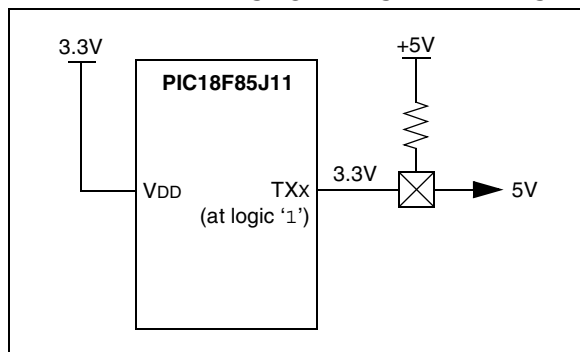 3.3V
+5V
PIC18F85J11
VDD
TXX
3.3V
5V
(at logic '1')